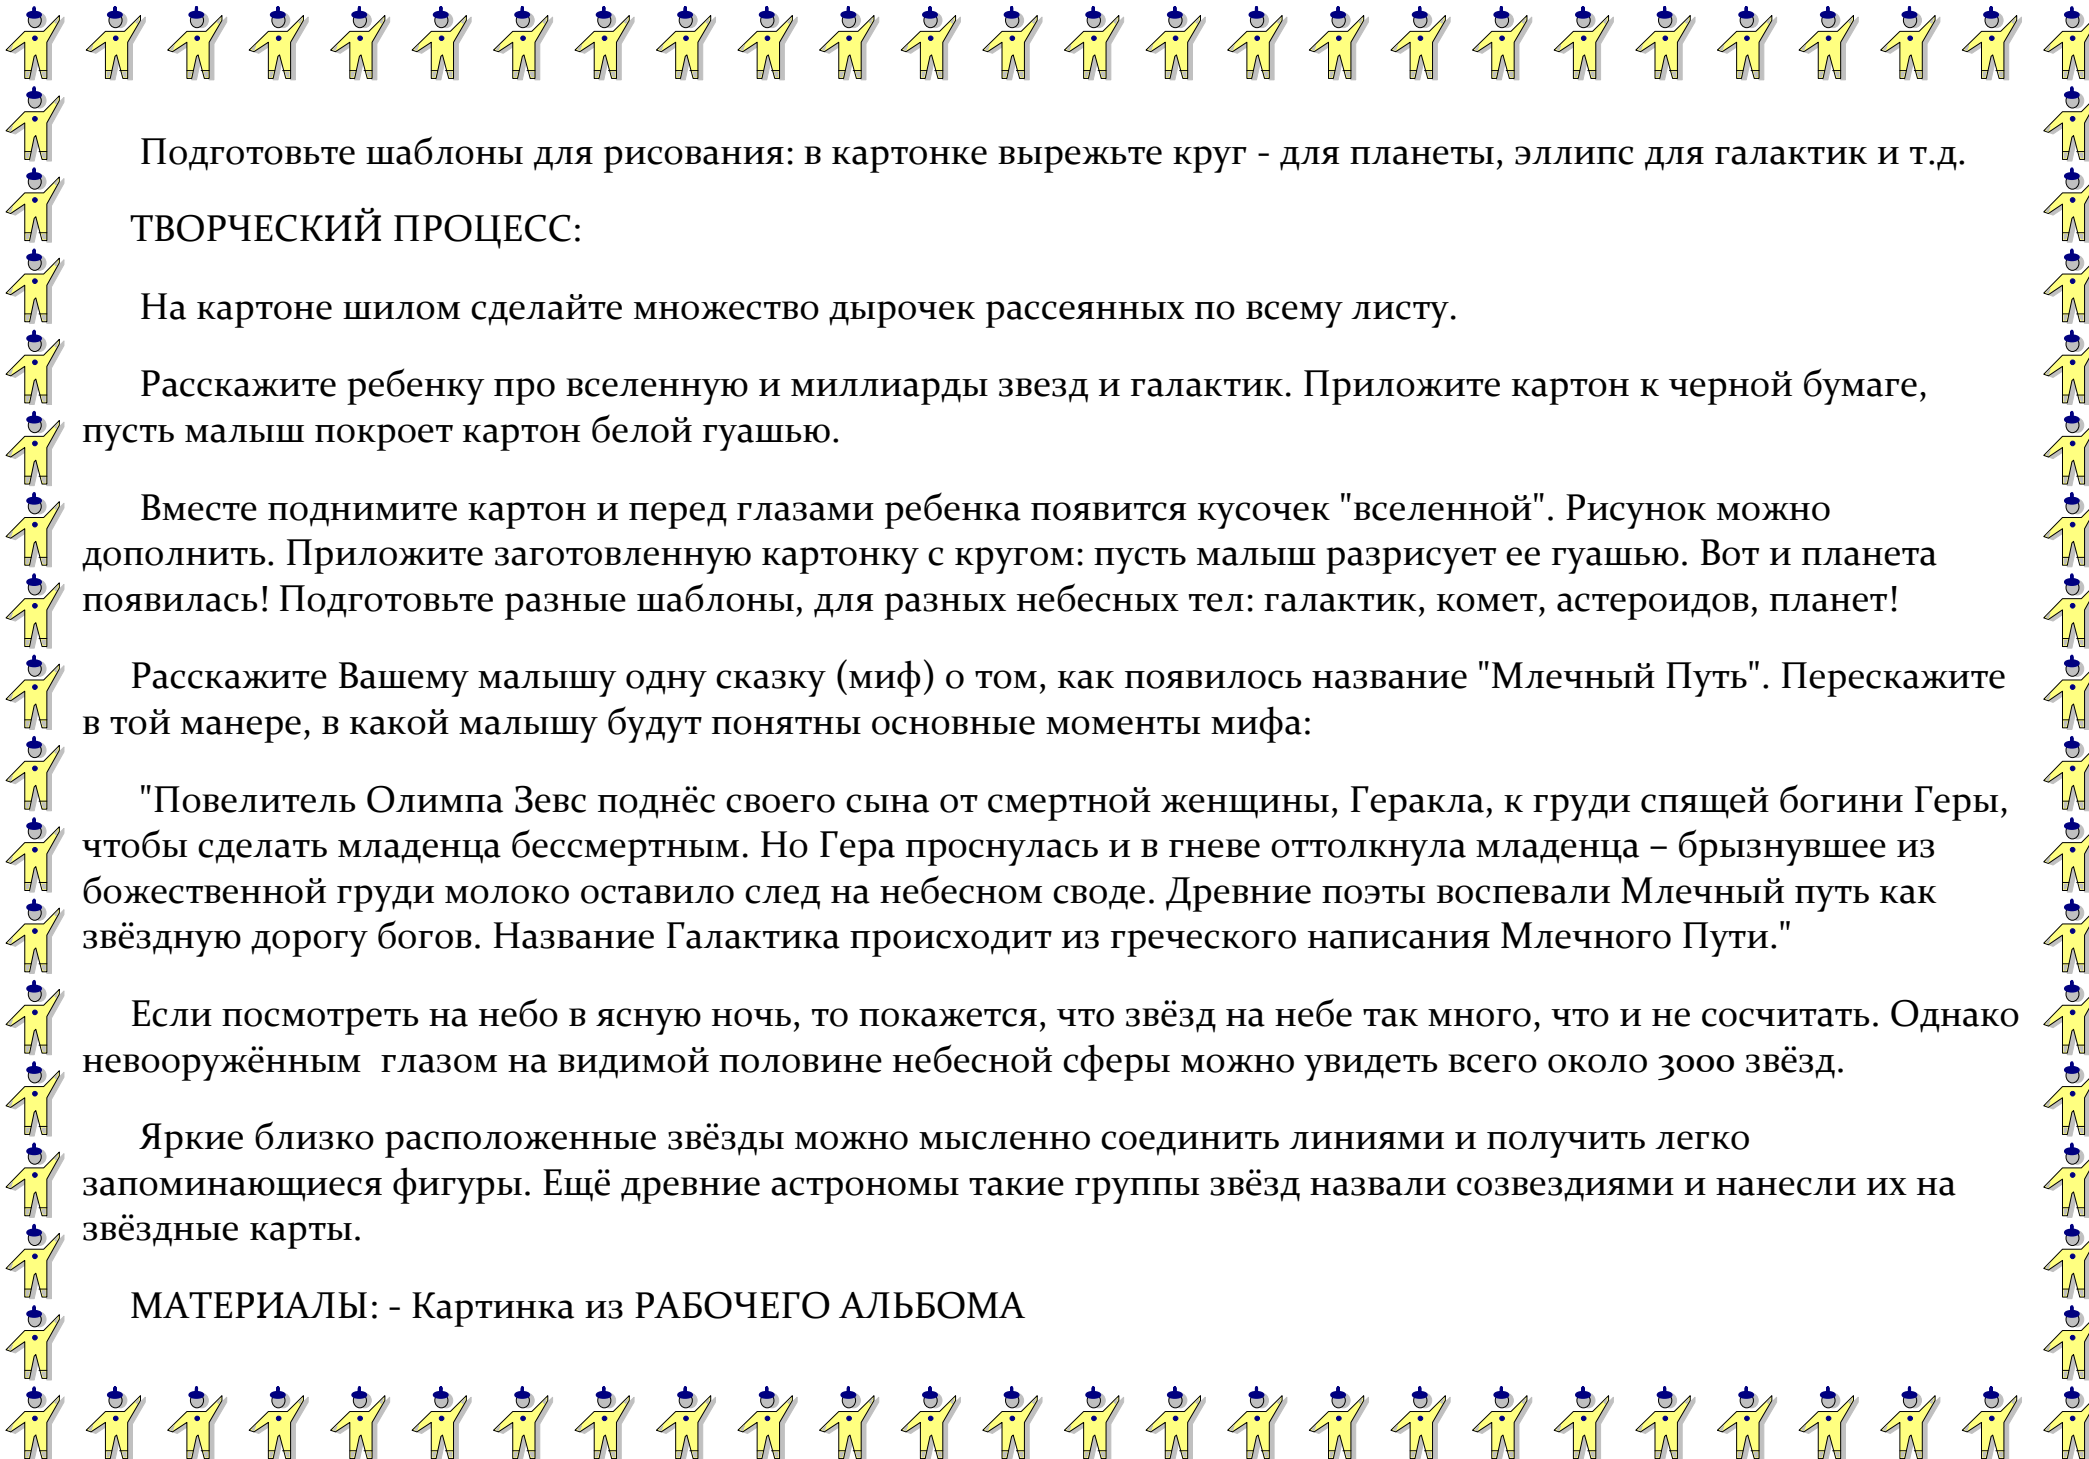 Подготовьте шаблоны для рисования: в картонке вырежьте круг - для планеты, эллипс для галактик и т.д.
ТВОРЧЕСКИЙ ПРОЦЕСС:
На картоне шилом сделайте множество дырочек рассеянных по всему листу.
Расскажите ребенку про вселенную и миллиарды звезд и галактик. Приложите картон к черной бумаге,
пусть малыш покроет картон белой гуашью.
Вместе поднимите картон и перед глазами ребенка появится кусочек "вселенной". Рисунок можно
дополнить. Приложите заготовленную картонку с кругом: пусть малыш разрисует ее гуашью. Вот и планета
появилась! Подготовьте разные шаблоны, для разных небесных тел: галактик, комет, астероидов, планет!
Расскажите Вашему малышу одну сказку (миф) о том, как появилось название "Млечный Путь". Перескажите
в той манере, в какой малышу будут понятны основные моменты мифа:
"Повелитель Олимпа Зевс поднёс своего сына от смертной женщины, Геракла, к груди спящей богини Геры,
чтобы сделать младенца бессмертным. Но Гера проснулась и в гневе оттолкнула младенца – брызнувшее из
божественной груди молоко оставило след на небесном своде. Древние поэты воспевали Млечный путь как
звёздную дорогу богов. Название Галактика происходит из греческого написания Млечного Пути."
Если посмотреть на небо в ясную ночь, то покажется, что звёзд на небе так много, что и не сосчитать. Однако
невооружённым  глазом на видимой половине небесной сферы можно увидеть всего около 3000 звёзд.
Яркие близко расположенные звёзды можно мысленно соединить линиями и получить легко
запоминающиеся фигуры. Ещё древние астрономы такие группы звёзд назвали созвездиями и нанесли их на
звёздные карты.
МАТЕРИАЛЫ: - Картинка из РАБОЧЕГО АЛЬБОМА